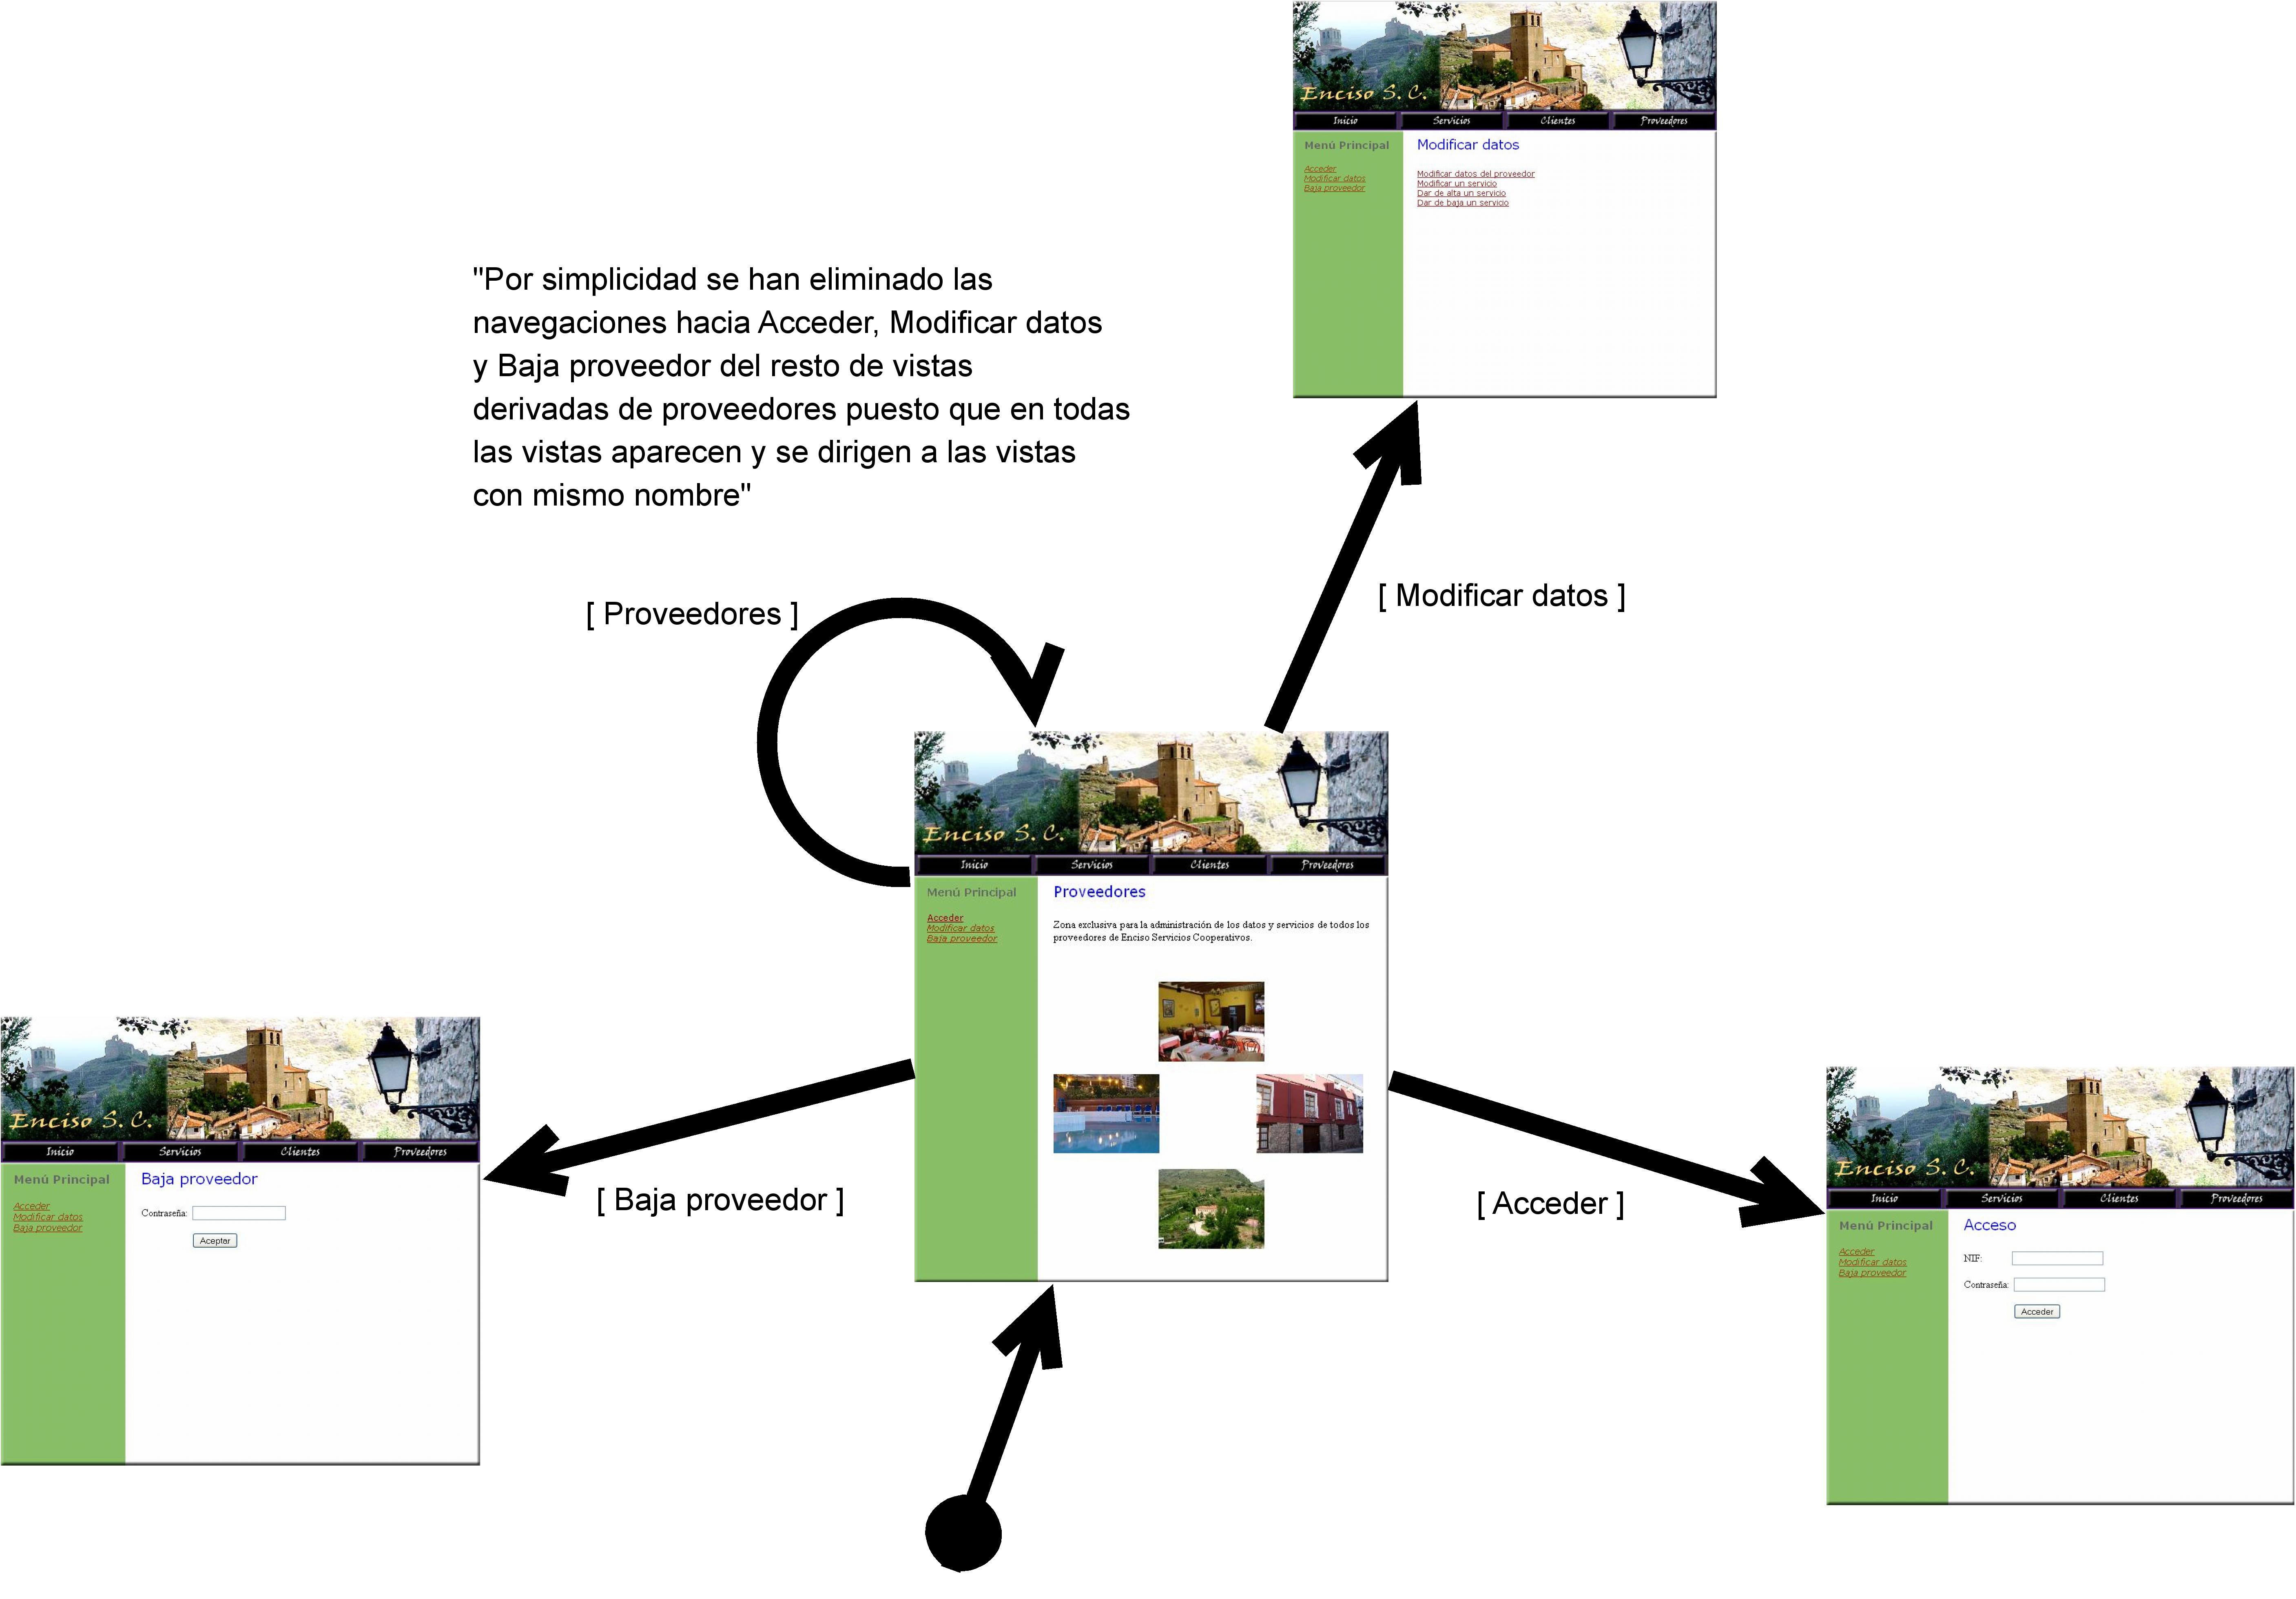 Enciso S. C.
Inicio Servicios Clientes Proveedores
Menú Principal
Acceder
Modificar datos
Baja proveedor
Modificar datos
Modificar datos del proveedor
Modificar un servicio
Dar de alta un servicio
Dar de baja un servicio
"Por simplicidad se han eliminado las
navegaciones hacia Acceder, Modificar datos
y Baja proveedor del resto de vistas
derivadas de proveedores puesto que en todas
las vistas aparecen y se dirigen a las vistas
con mismo nombre"
[ Proveedores ]
[ Modificar datos ]
Enciso S. C.
Inicio Servicios Clientes Proveedores
Menú Principal
Acceder
Modificar datos
Baja proveedor
Proveedores
Zona exclusiva para la administración de los datos y servicios de todos los
proveedores de Enciso Servicios Cooperativos.
[ Baja proveedor ]
[ Acceder ]
Enciso S. C.
Inicio Servicios Clientes Proveedores
Menú Principal
Acceder
Modificar datos
Baja proveedor
Baja proveedor
Contraseña:
Aceptar
Enciso S. C.
Inicio Servicios Clientes Proveedores
Menú Principal
Acceder
Modificar datos
Baja proveedor
Acceso
NIF:
Contraseña:
Acceder